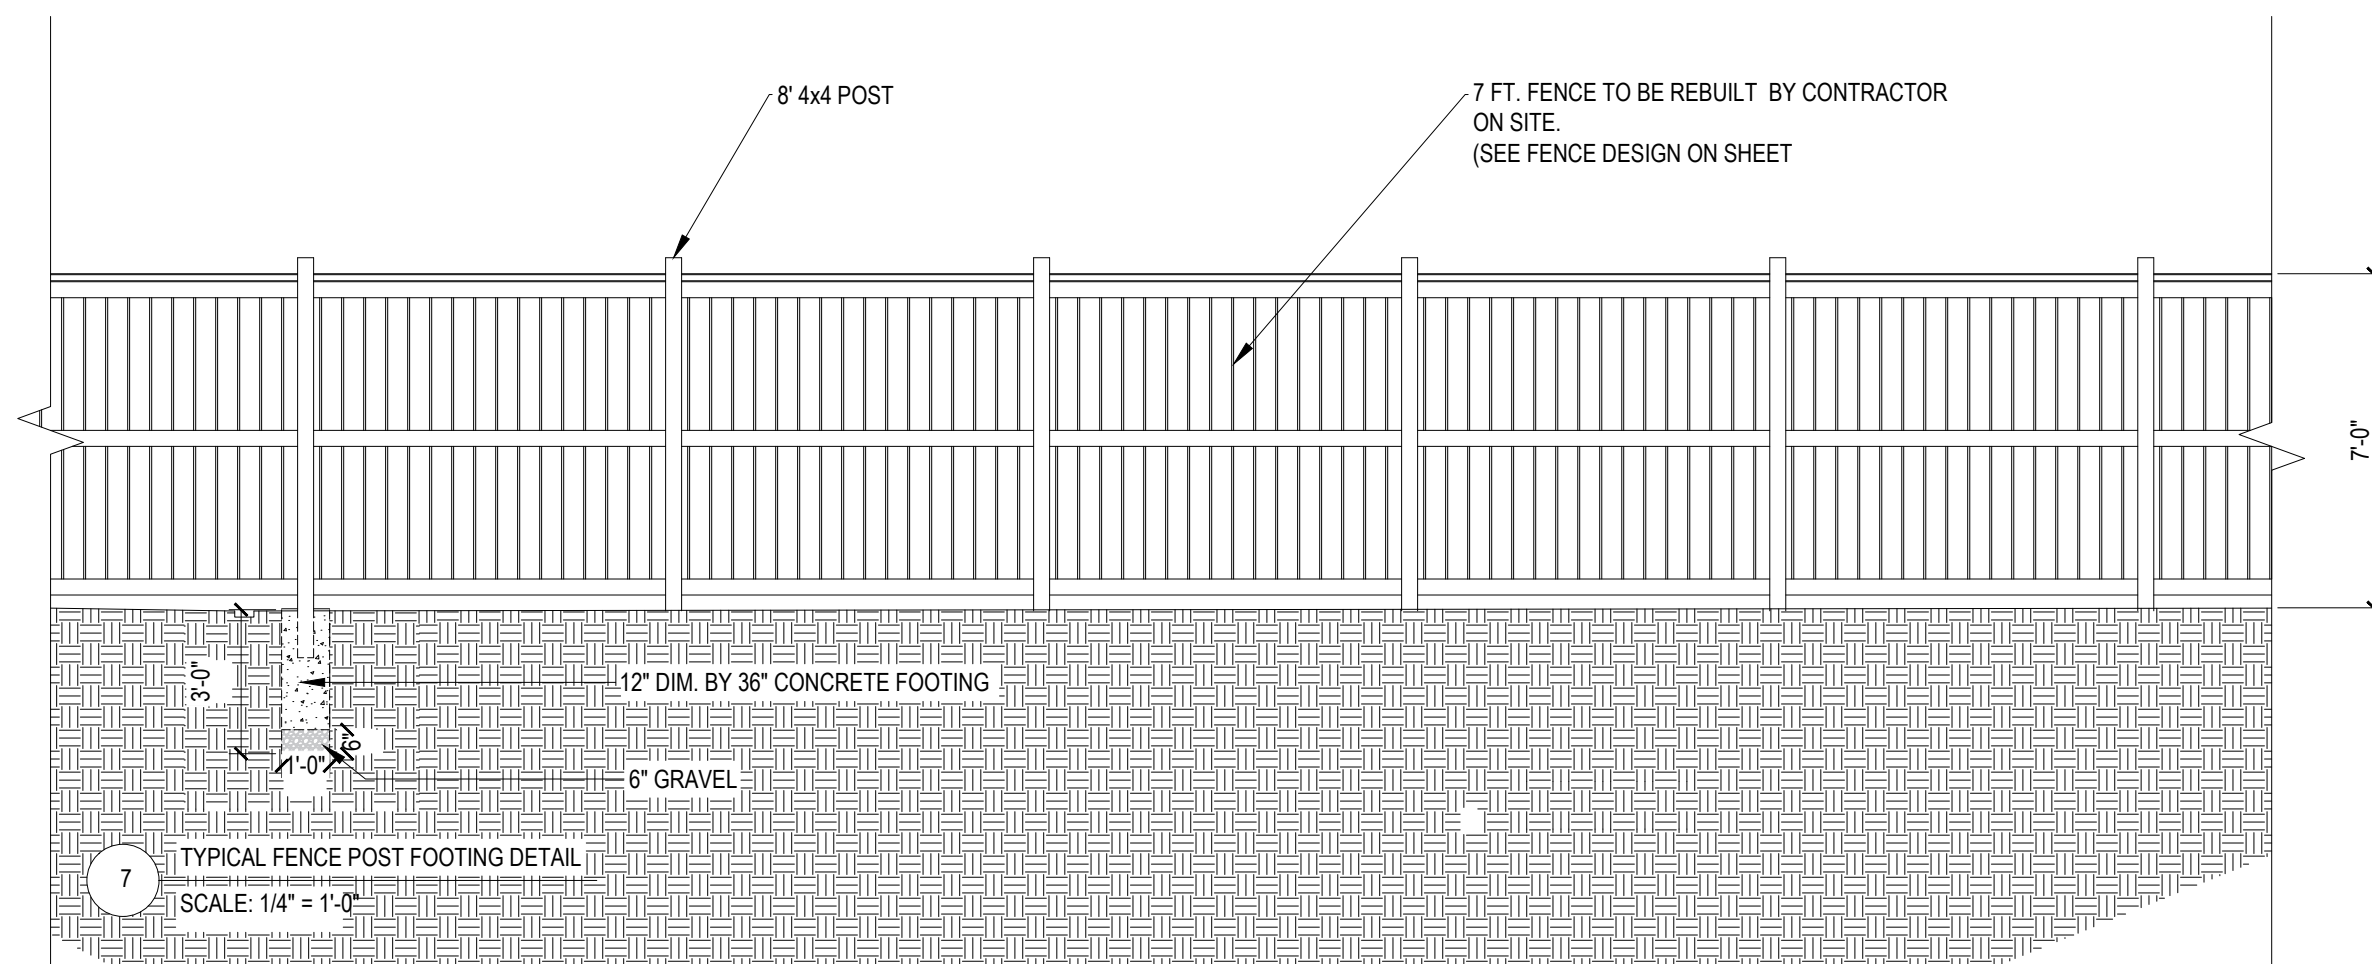 8' 4x4 POST
7 FT. FENCE TO BE REBUILT BY CONTRACTOR
ON SITE.
(SEE FENCE DESIGN ON SHEET
7'-0"
3'-0"
12" DIM. BY 36" CONCRETE FOOTING
6"
1'-0"
6" GRAVEL
7
TYPICAL FENCE POST FOOTING DETAIL
SCALE: 1/4" = 1'-0"